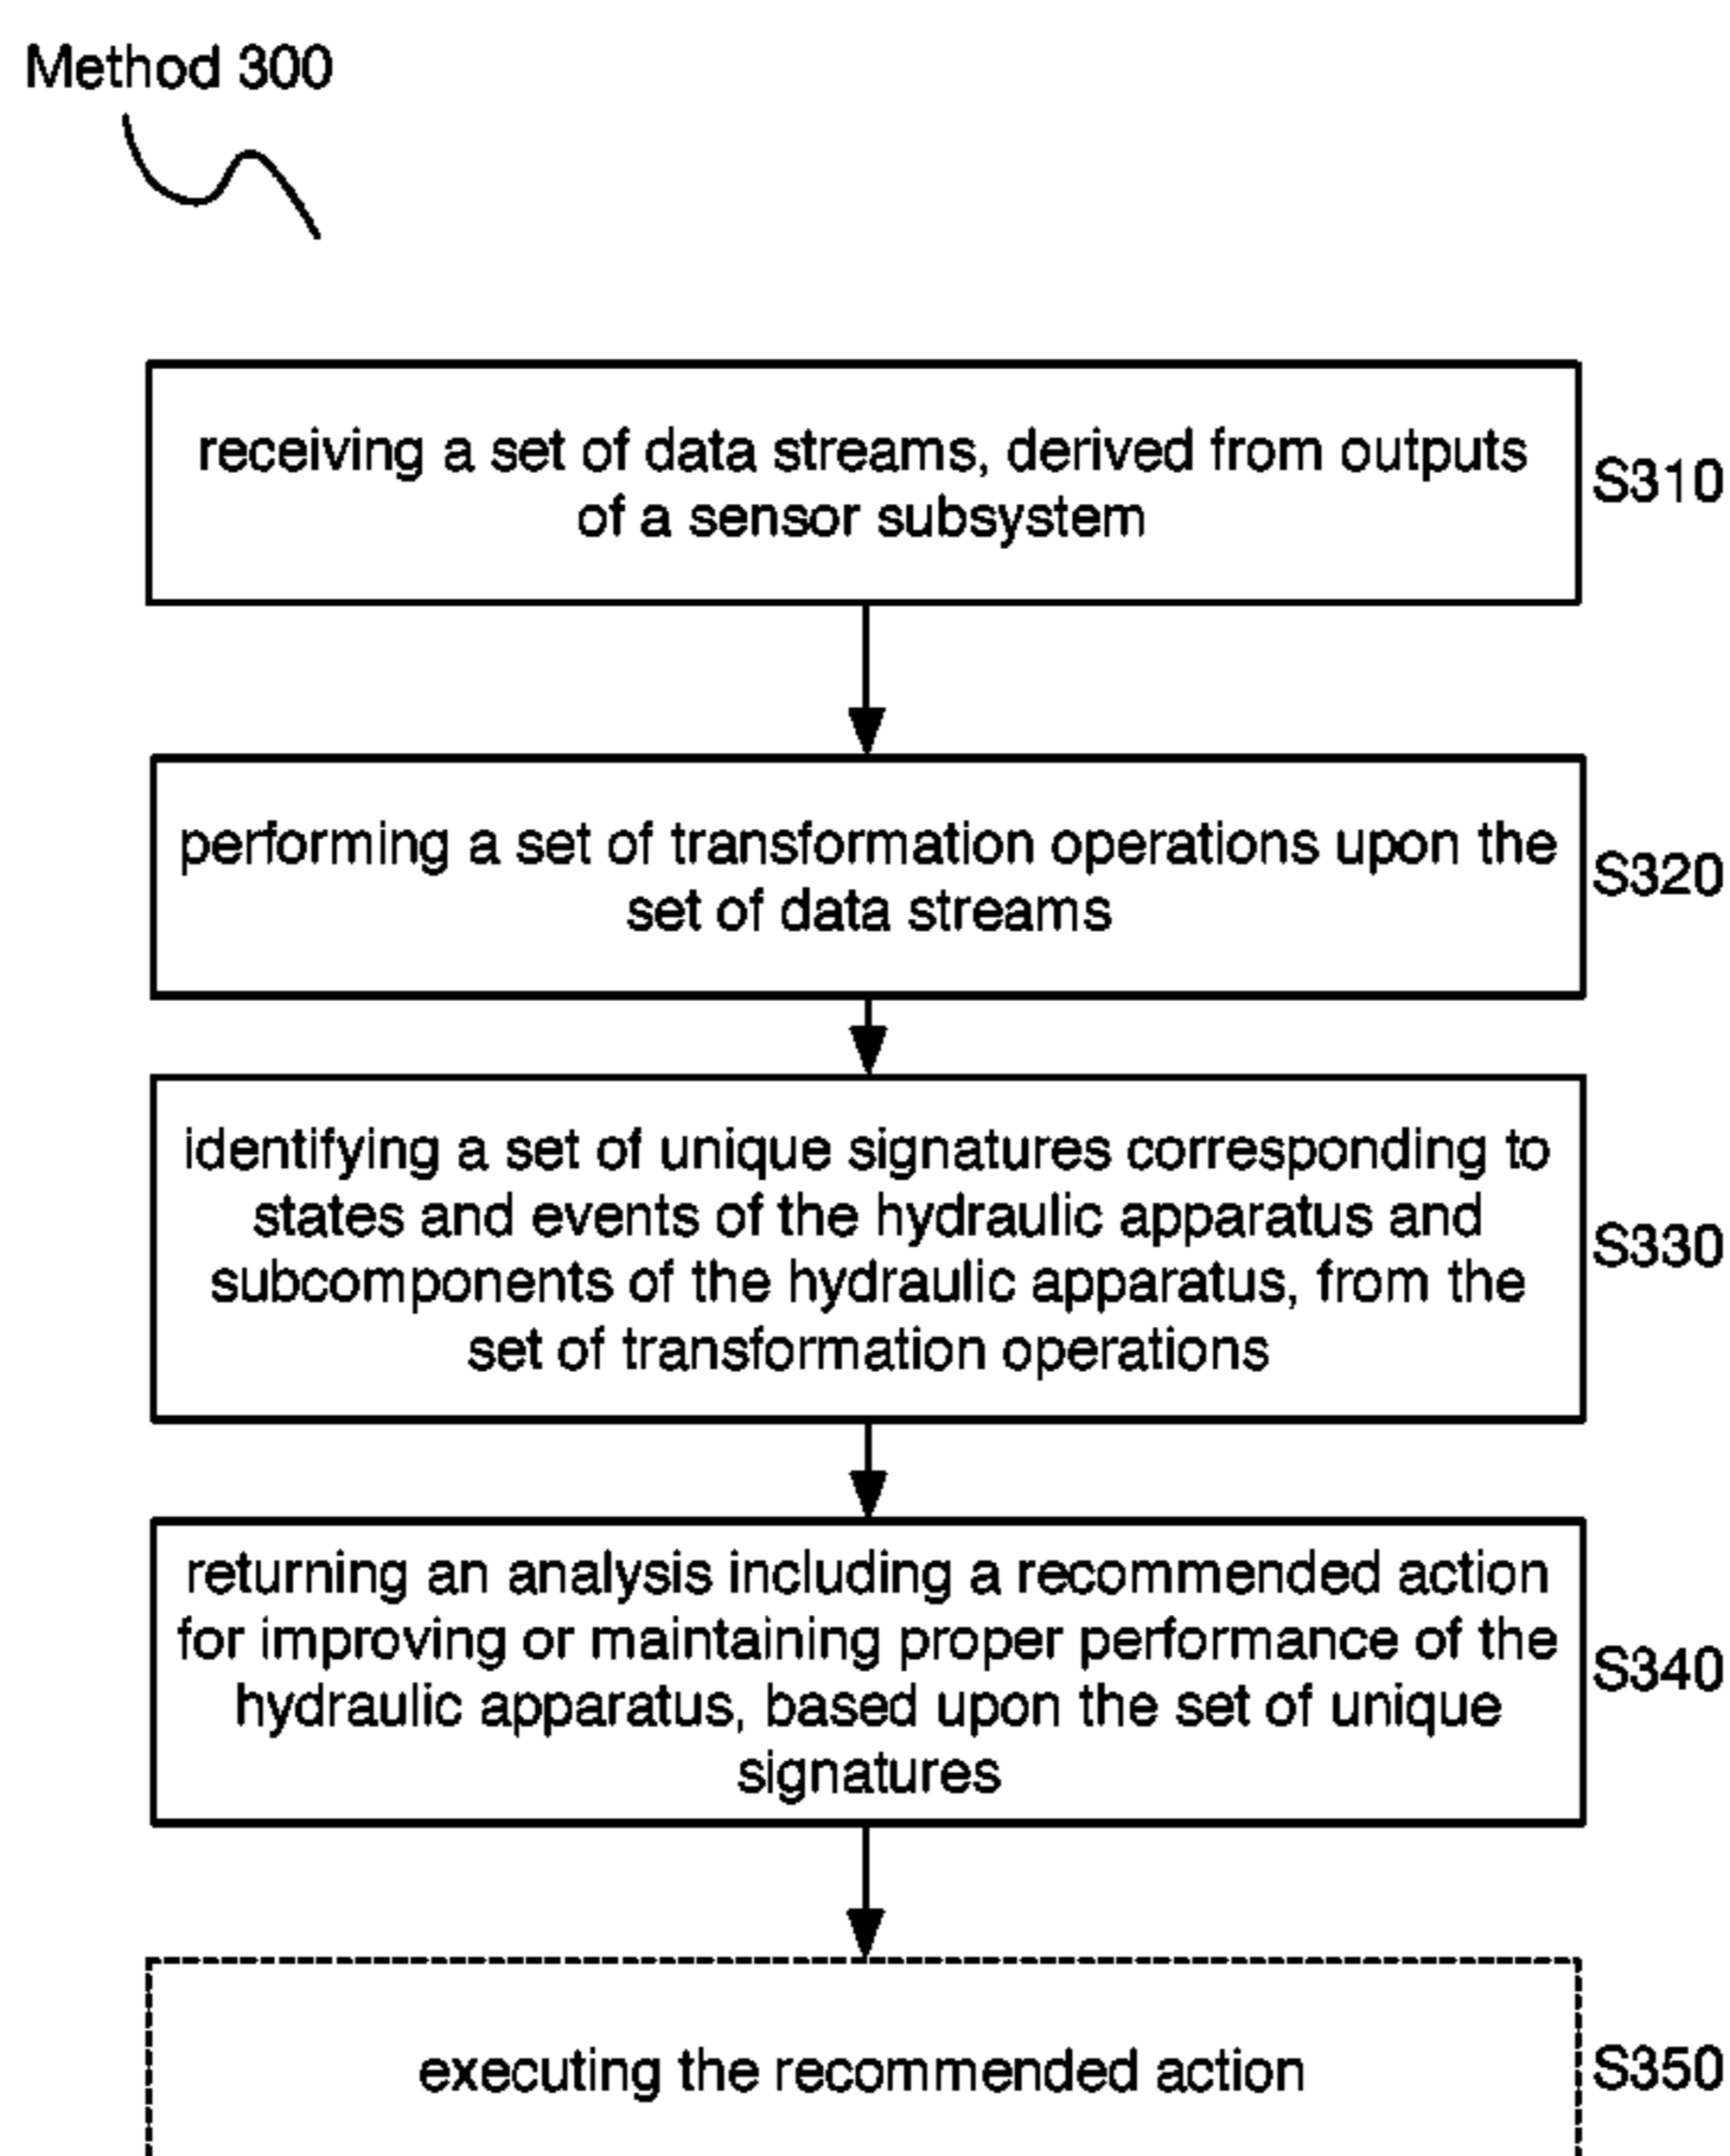 Method 300
receiving a set of data streams, derived from outputs
of a sensor subsystem
S310
performing a set of transformation operations upon the
set of data streams
S320
identifying a set of unique signatures corresponding to
states and events of the hydraulic apparatus and
subcomponents of the hydraulic apparatus, from the
set of transformation operations
S330
returning an analysis including a recommended action
for improving or maintaining proper performance of the
hydraulic apparatus, based upon the set of unique
signatures
S340
executing the recommended action
S350